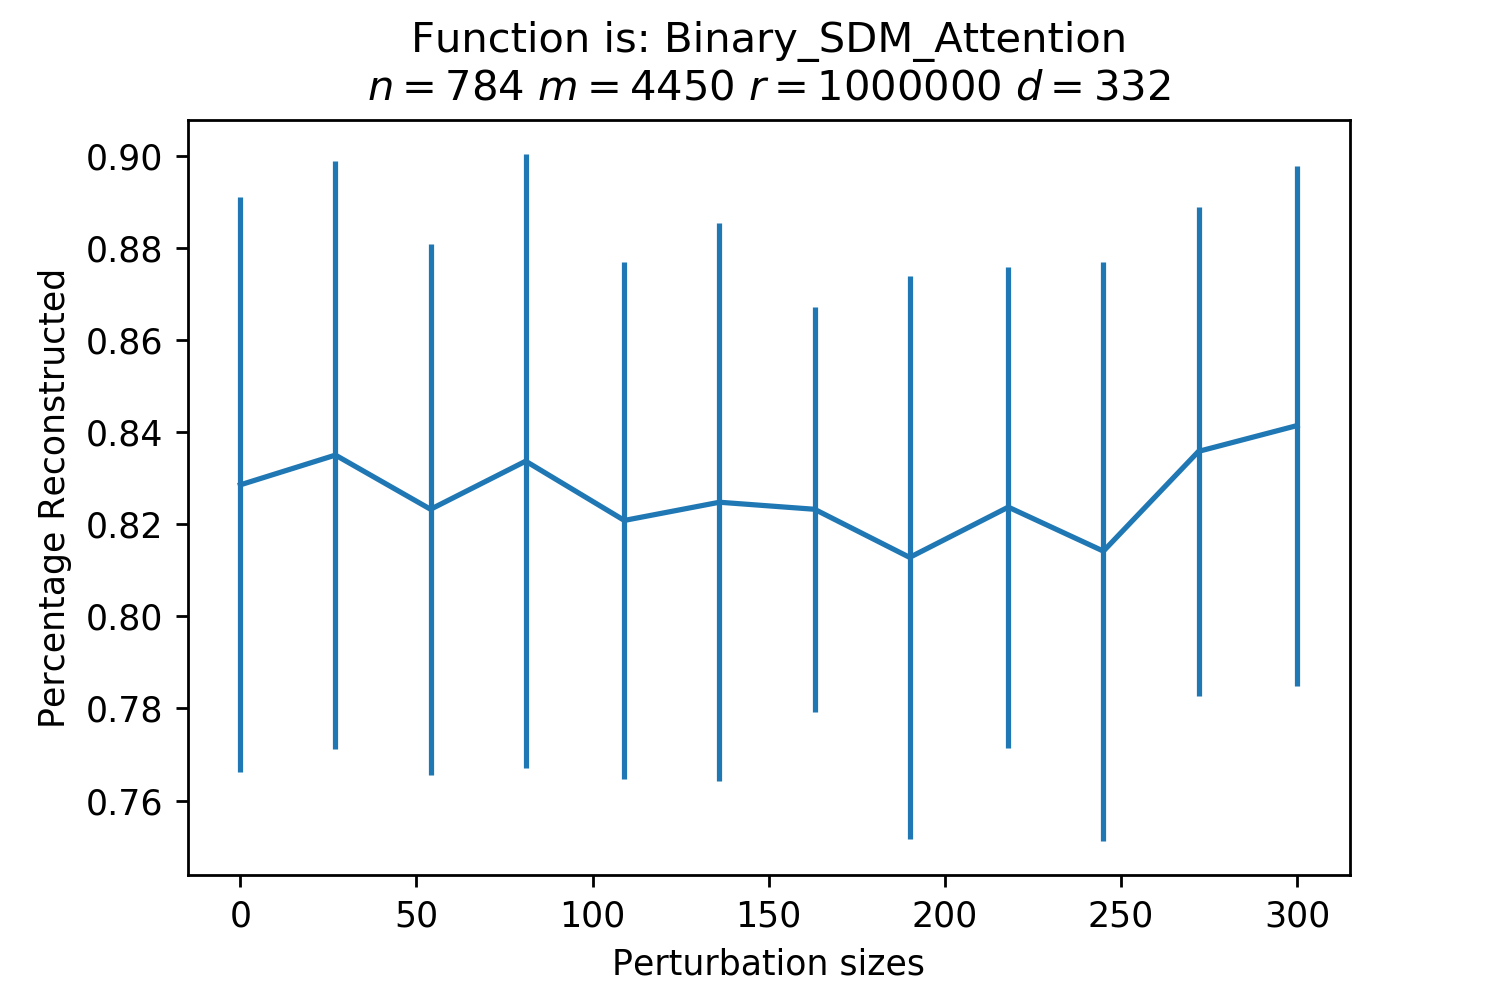 Function is: Binary_SDM_Attention
n = 784 m = 4450 r = 1000000 d = 332
0.90
0.88
0.86
0.84
0.82
0.80
0.78
0.76
Percentage Reconstructed
0 50 100 150 200 250 300
Perturbation sizes